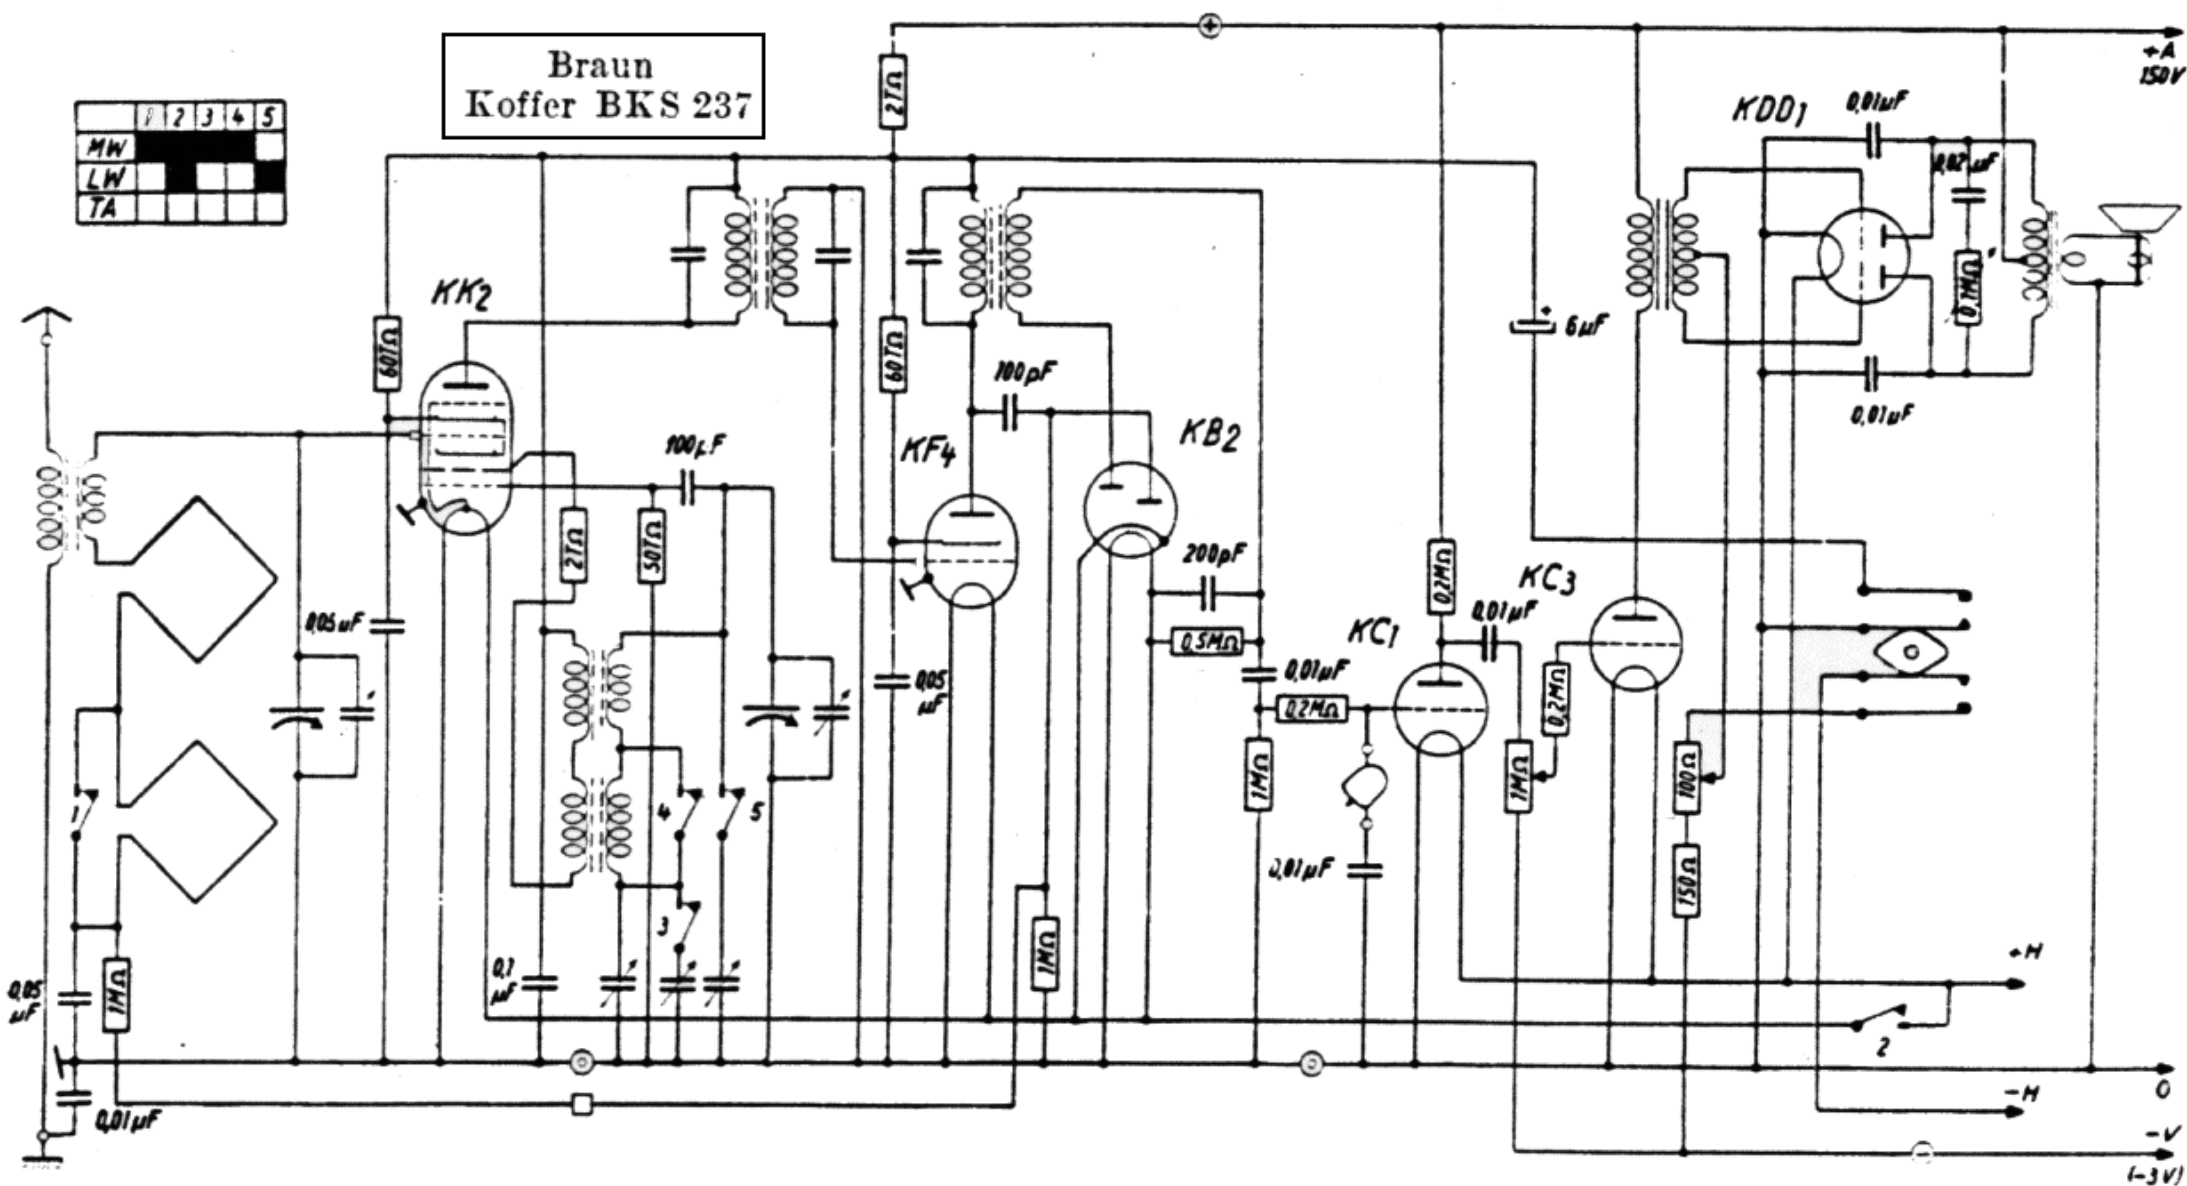 Braun
Koffer BKS 237
1 2 3 4 5
MW
LW
TA
+A
150V
2TΩ
KDD1
0,01µF
0,02 µF
0,1MΩ
0,01µF
KK2
60TΩ
60TΩ
6µF
100pF
KB2
KF4
100pF
2TΩ
50TΩ
200pF
0,5MΩ
0,2MΩ
KC3
0,01µF
KC1
0,05µF
0,05
µF
0,01µF
0,2MΩ
0,2MΩ
1MΩ
1MΩ
100Ω
1
4
5
0,01µF
150Ω
3
0,05
µF
1MΩ
0,1
µF
1MΩ
+H
2
0,01µF
-H
0
-V
(-3V)